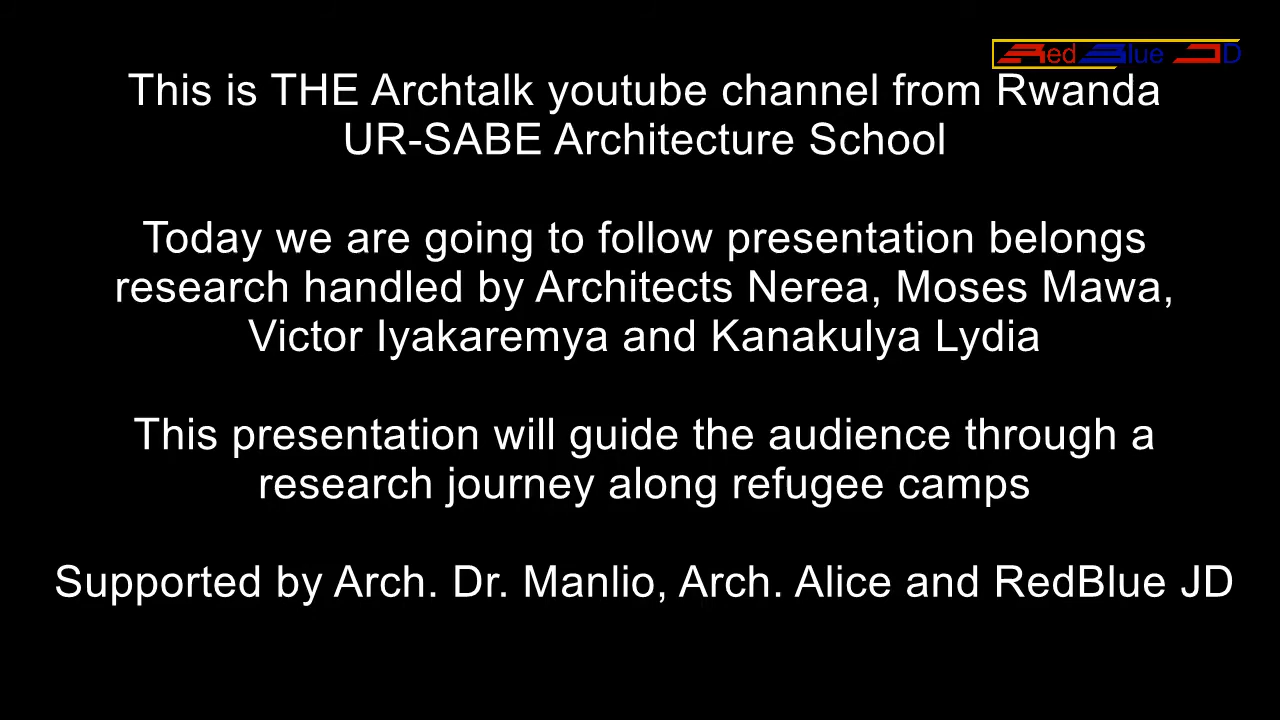 RedBlue JD
This is THE Archtalk youtube channel from Rwanda
UR-SABE Architecture School
Today we are going to follow presentation belongs
research handled by Architects Nerea, Moses Mawa,
Victor Iyakaremya and Kanakulya Lydia
This presentation will guide the audience through a
research journey along refugee camps
Supported by Arch. Dr. Manlio, Arch. Alice and RedBlue JD